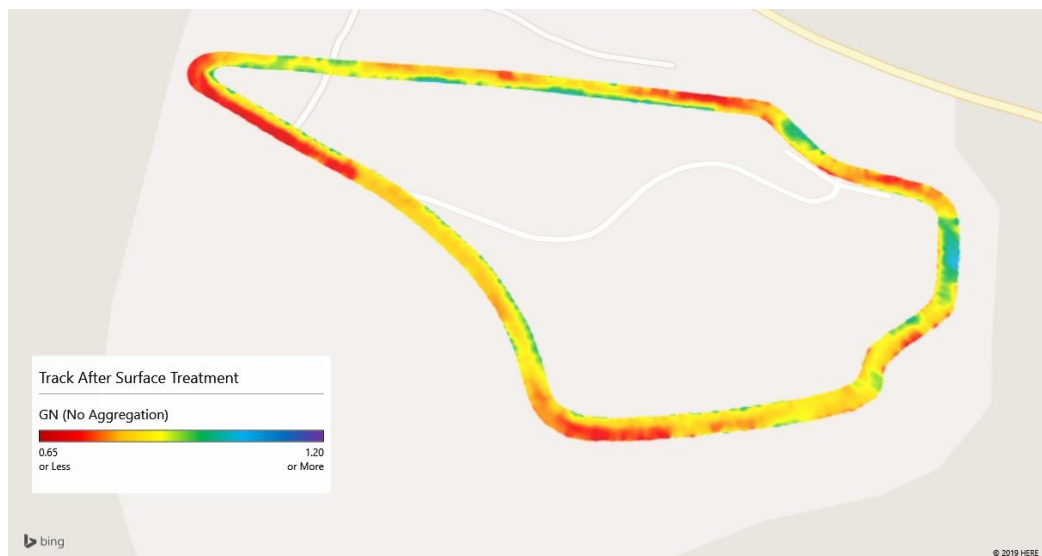 Track After Surface Treatment
GN (No Aggregation)
0.65 1.20
or Less or More
bing
© 2019 HERE